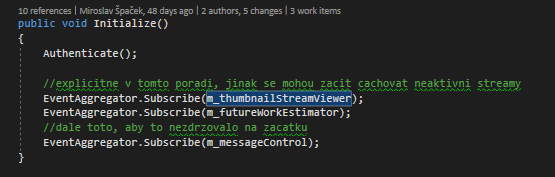 10 references | Miroslav Špaček, 48 days ago | 2 authors, 5 changes | 3 work items
public void Initialize()
{
Authenticate();
//explicitne v tomto poradi, jinak se mohou zacit cachovat neaktivni streamy
EventAggregator.Subscribe(m_thumbnailStreamViewer);
EventAggregator.Subscribe(m_futureWorkEstimator);
//dale toto, aby to nezdrzovalo na zacatku
EventAggregator.Subscribe(m_messageControl);
}